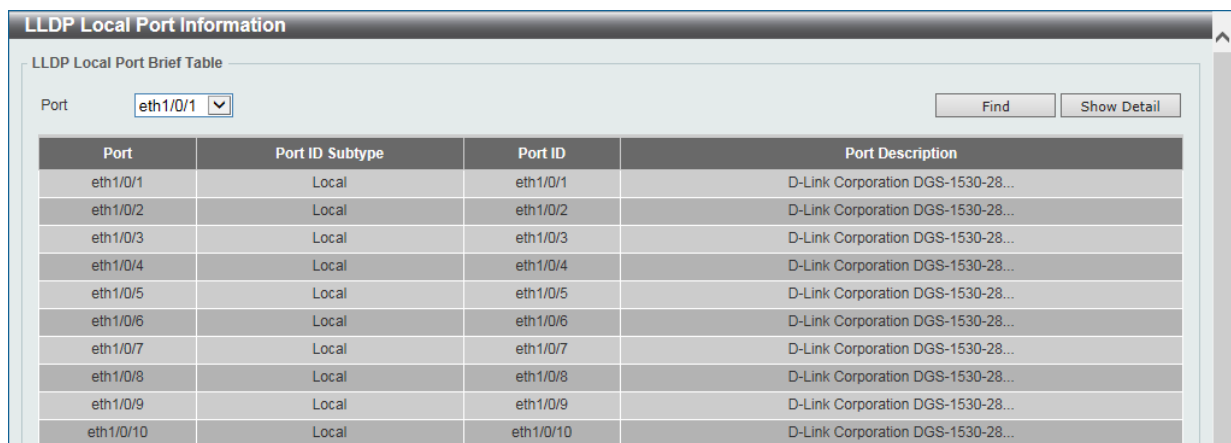 LLDP Local Port Information
LLDP Local Port Brief Table
Port eth1/0/1 Find Show Detail
Port Port ID Subtype Port ID Port Description
eth1/0/1 Local eth1/0/1 D-Link Corporation DGS-1530-28...
eth1/0/2 Local eth1/0/2 D-Link Corporation DGS-1530-28...
eth1/0/3 Local eth1/0/3 D-Link Corporation DGS-1530-28...
eth1/0/4 Local eth1/0/4 D-Link Corporation DGS-1530-28...
eth1/0/5 Local eth1/0/5 D-Link Corporation DGS-1530-28...
eth1/0/6 Local eth1/0/6 D-Link Corporation DGS-1530-28...
eth1/0/7 Local eth1/0/7 D-Link Corporation DGS-1530-28...
eth1/0/8 Local eth1/0/8 D-Link Corporation DGS-1530-28...
eth1/0/9 Local eth1/0/9 D-Link Corporation DGS-1530-28...
eth1/0/10 Local eth1/0/10 D-Link Corporation DGS-1530-28...